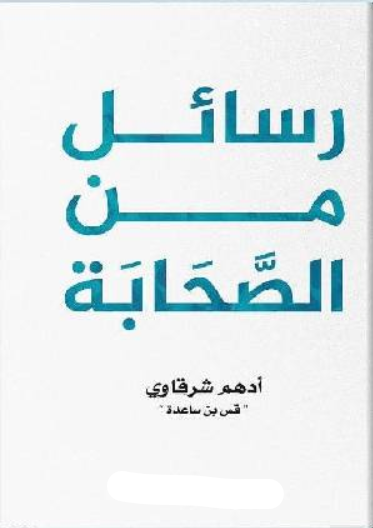 رسائل
من
الصَّحَابَة
أدهم شرقاوي
"قس بن ساعدة"